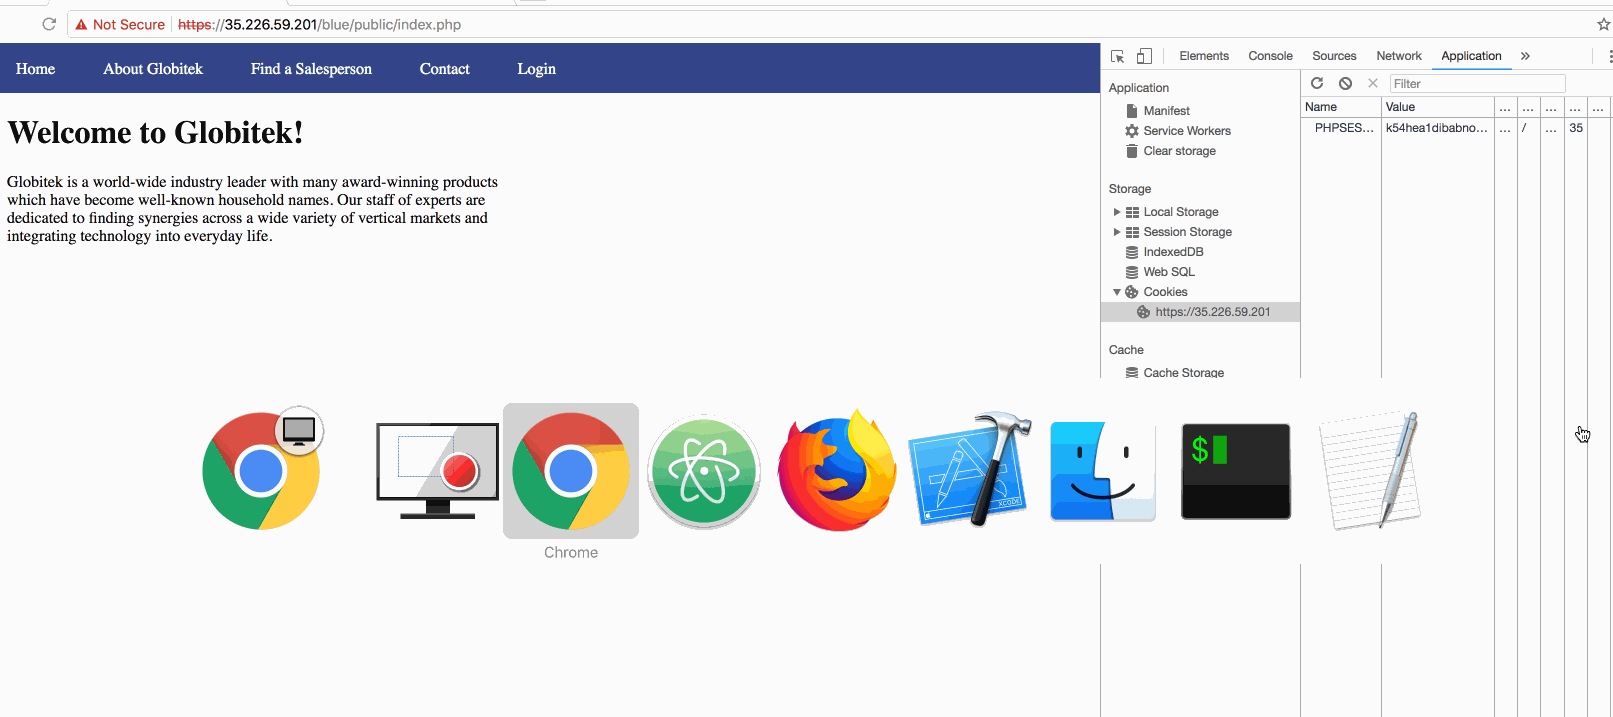 Not Secure https://35.226.59.201/blue/public/index.php
Home About Globitek Find a Salesperson Contact Login
Elements Console Sources Network Application »
Filter
Application
Manifest
Service Workers
Clear storage
Storage
Local Storage
Session Storage
IndexedDB
Web SQL
Cookies
https://35.226.59.201
Cache
Cache Storage
Name Value ... ... ... ... ...
PHPSES... k54hea1dibabno... ... / ... 35
Welcome to Globitek!
Globitek is a world-wide industry leader with many award-winning products
which have become well-known household names. Our staff of experts are
dedicated to finding synergies across a wide variety of vertical markets and
integrating technology into everyday life.
$
XCODE
Chrome